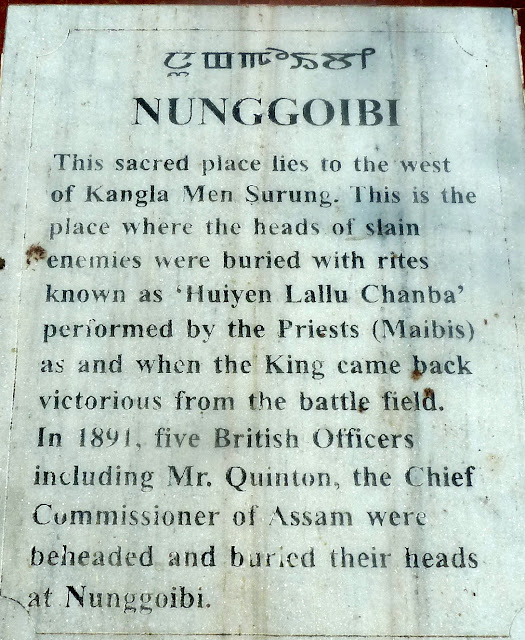 NUNGGOIBI
This sacred place lies to the west
of Kangla Men Surung. This is the
place where the heads of slain
enemies were buried with rites
known as ‘Huiyen Lallu Chanba’
performed by the Priests (Maibis)
as and when the King came back
victorious from the battle field.
In 1891, five British Officers
including Mr. Quinton, the Chief
Commissioner of Assam were
beheaded and buried their heads
at Nunggoibi.